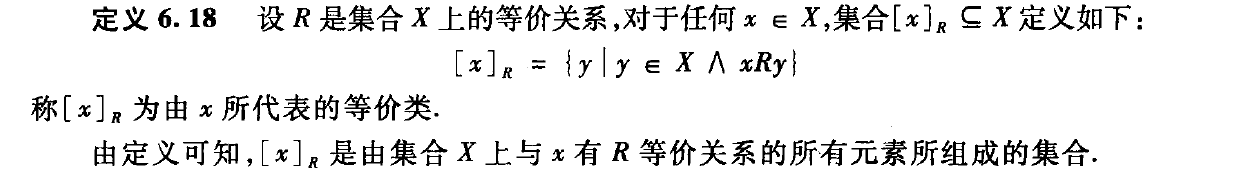 定义6.18 设 R 是集合 X 上的等价关系,对于任何 x ∈ X,集合[x]_R ⊆ X 定义如下:
[x]_R = {y|y ∈ X ∧ xRy}
称[x]_R 为由 x 所代表的等价类.
由定义可知,[x]_R 是由集合 X 上与 x 有 R 等价关系的所有元素所组成的集合.